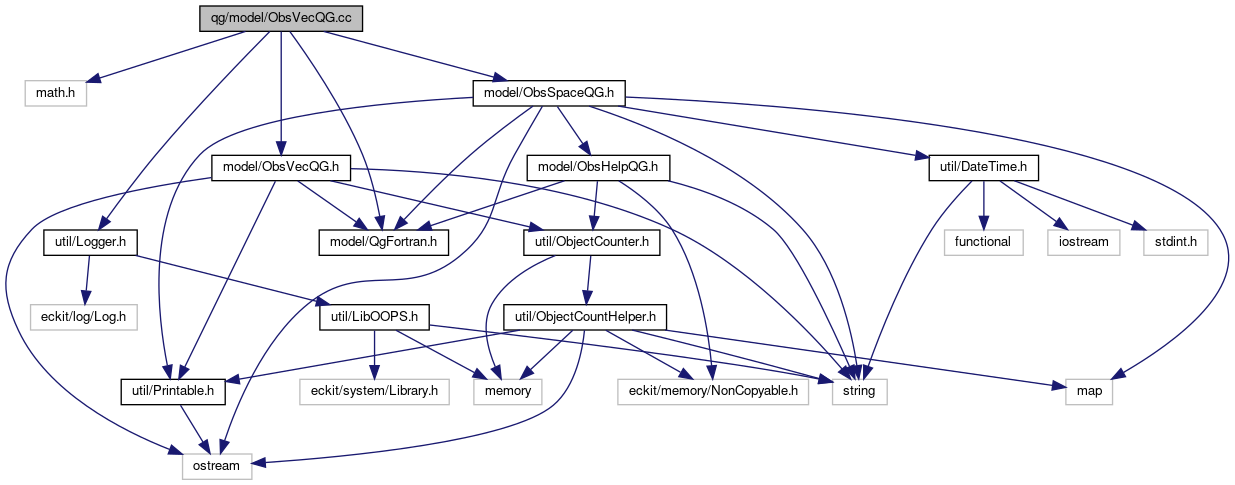 qg/model/ObsVecQG.cc
math.h
model/ObsSpaceQG.h
model/ObsVecQG.h
model/ObsHelpQG.h
util/DateTime.h
util/Logger.h
model/QgFortran.h
util/ObjectCounter.h
functional
iostream
stdint.h
eckit/log/Log.h
util/LibOOPS.h
util/ObjectCountHelper.h
util/Printable.h
eckit/system/Library.h
memory
eckit/memory/NonCopyable.h
string
map
ostream